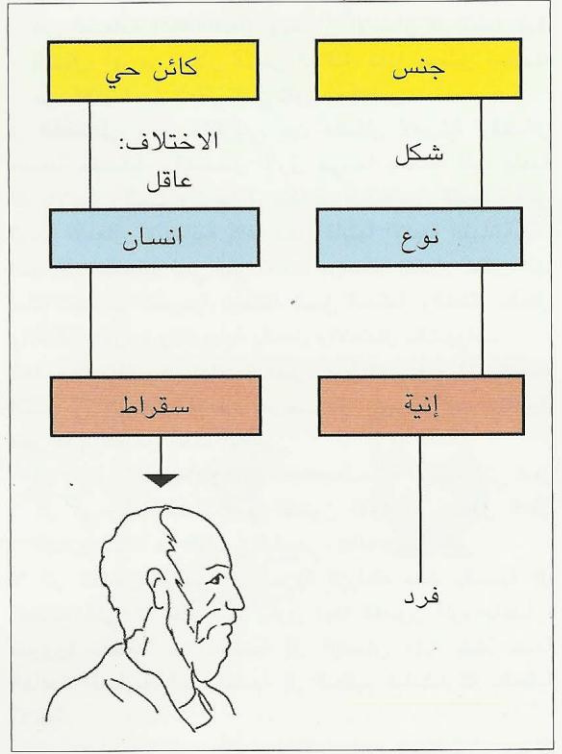 جنس
كائن حي
شكل
الاختلاف:
عاقل
نوع
انسان
إنية
سقراط
فرد